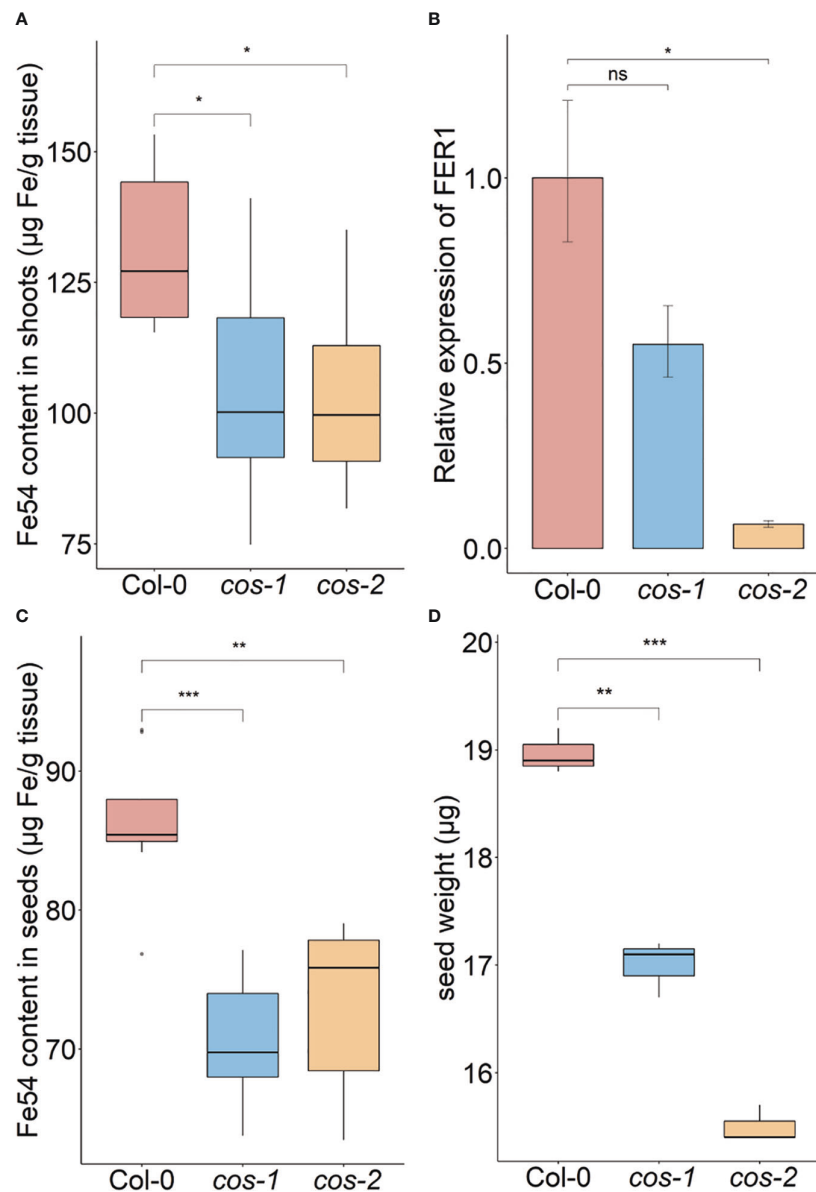 A
Fe54 content in shoots (µg Fe/g tissue)
150
125
100
75
*
*
Col-0 cos-1 cos-2
B
Relative expression of FER1
1.0
0.5
0.0
*
ns
Col-0 cos-1 cos-2
C
Fe54 content in seeds (µg Fe/g tissue)
90
80
70
**
***
Col-0 cos-1 cos-2
D
seed weight (µg)
20
19
18
17
16
***
**
Col-0 cos-1 cos-2